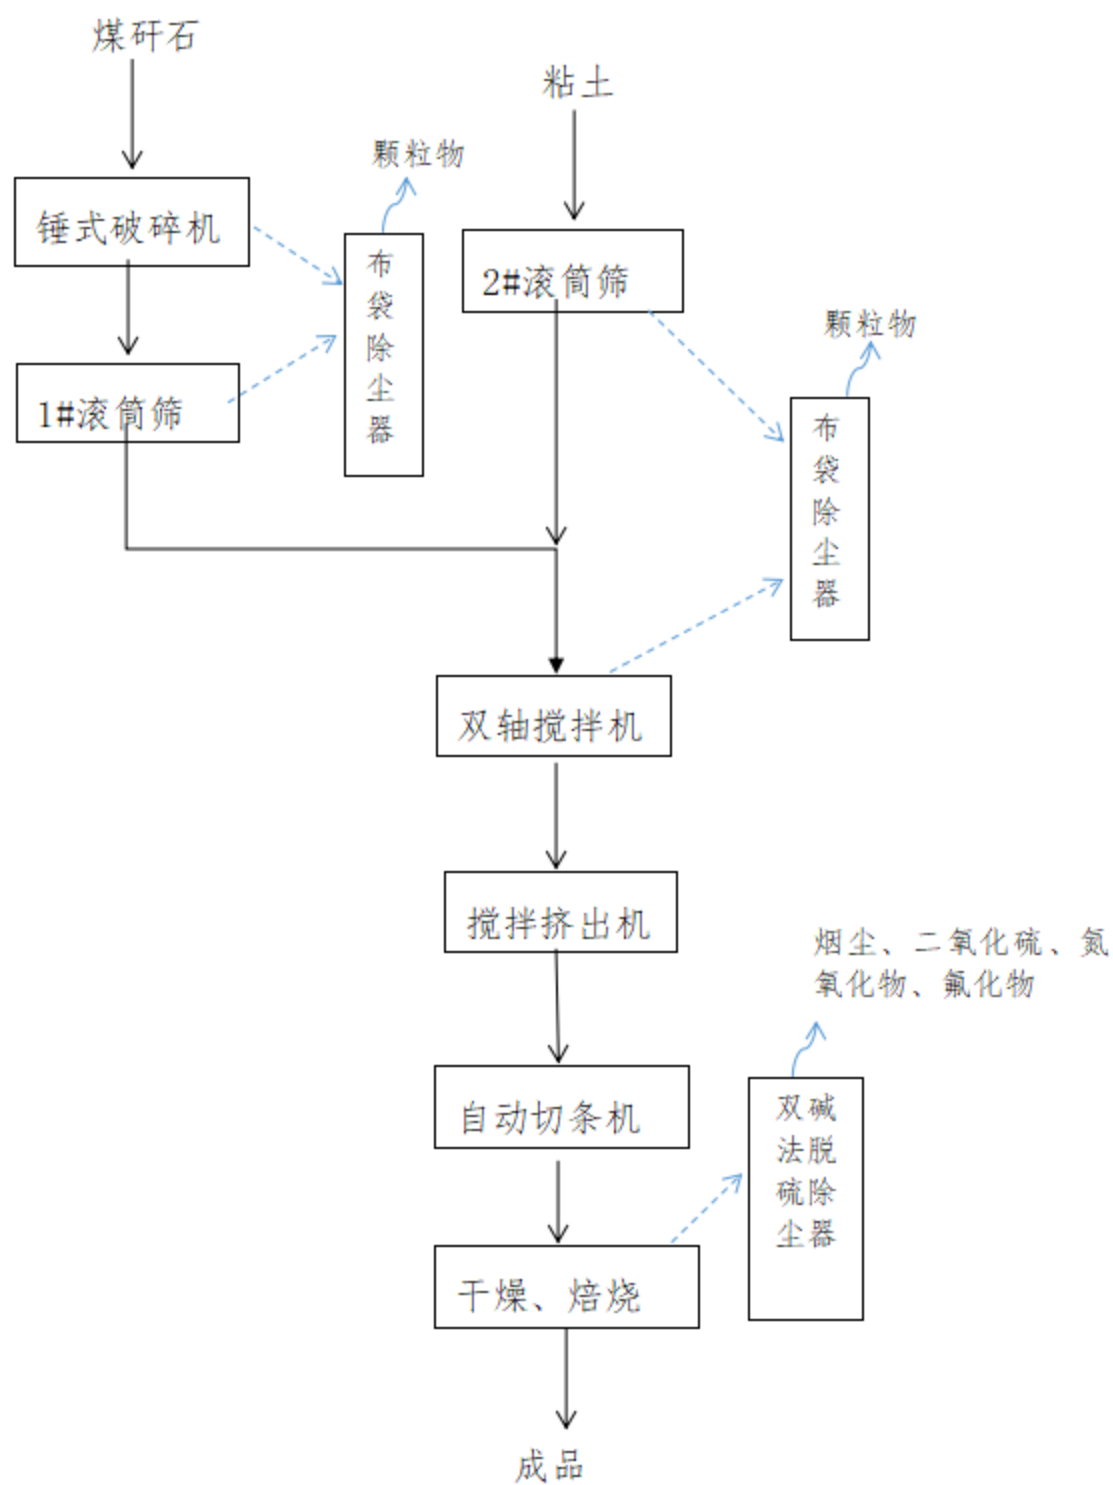 煤矸石
粘土
颗粒物
锤式破碎机
布
袋
除
尘
器
2#滚筒筛
颗粒物
1#滚筒筛
布
袋
除
尘
器
双轴搅拌机
搅拌挤出机
烟尘、二氧化硫、氮
氧化物、氟化物
自动切条机
双碱
法脱
硫除
尘器
干燥、焙烧
成品